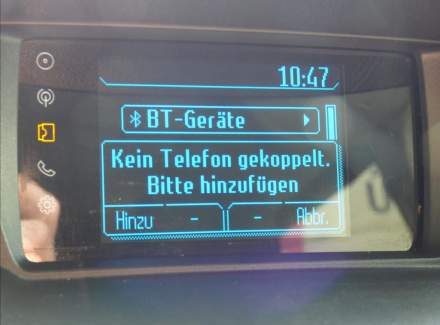 10:47
BT-Geräte
Kein Telefon gekoppelt.
Bitte hinzufügen
Hinzu - - Abbr.